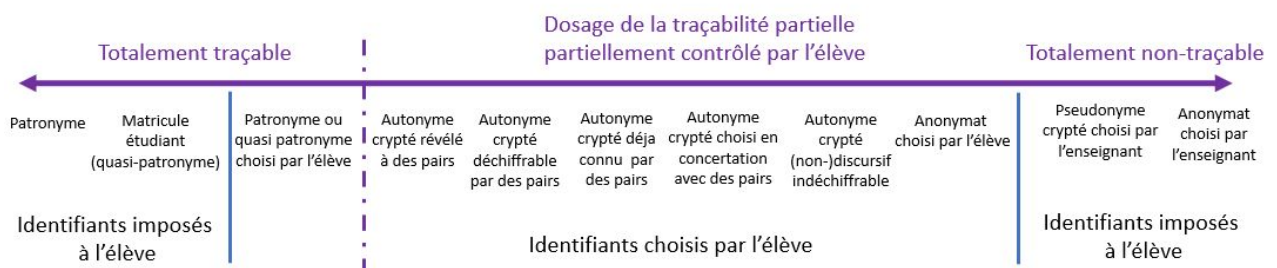 Dosage de la traçabilité partielle
partiellement contrôlé par l'élève
Totalement traçable
Totalement non-traçable
Patronyme
Matricule
étudiant
(quasi-patronyme)
Patronyme ou
quasi patronyme
choisi par l'élève
Autonyme
crypté révélé
à des pairs
Autonyme
crypté
déchiffrable
par des pairs
Autonyme
crypté déja
connu par
des pairs
Autonyme
crypté choisi en
concertation
avec des pairs
Autonyme
crypté
(non-)discursif
indéchiffrable
Anonymat
choisi par l'élève
Pseudonyme
crypté choisi par
l'enseignant
Anonymat
choisi par
l'enseignant
Identifiants imposés
à l'élève
Identifiants choisis par l'élève
Identifiants imposés
à l'élève